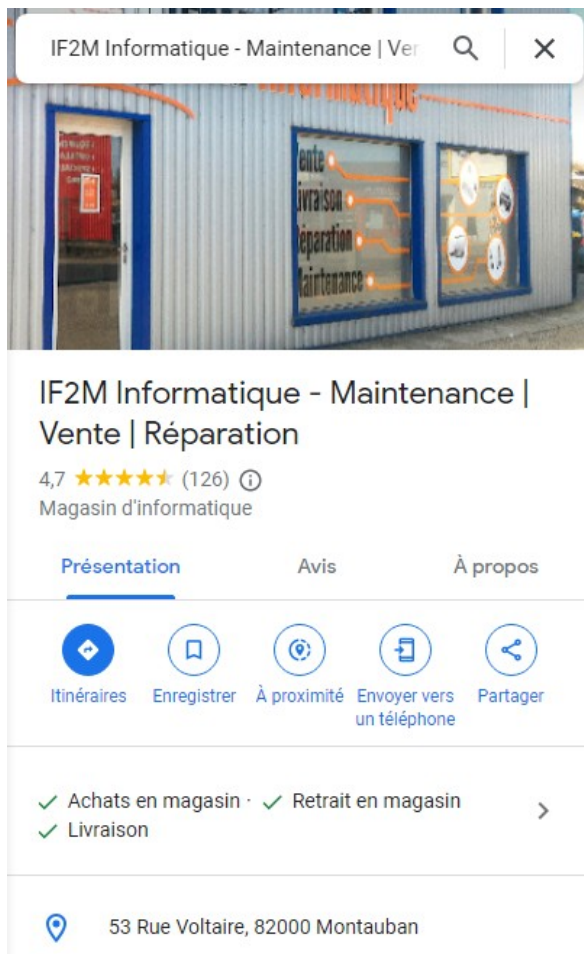 IF2M Informatique - Maintenance | Ver
Informatique
Vente
Livraison
Réparation
Maintenance
IF2M Informatique - Maintenance |
Vente | Réparation
4,7 (126)
Magasin d'informatique
Présentation Avis À propos
Itinéraires Enregistrer À proximité Envoyer vers un téléphone Partager
Achats en magasin · Retrait en magasin
Livraison
53 Rue Voltaire, 82000 Montauban